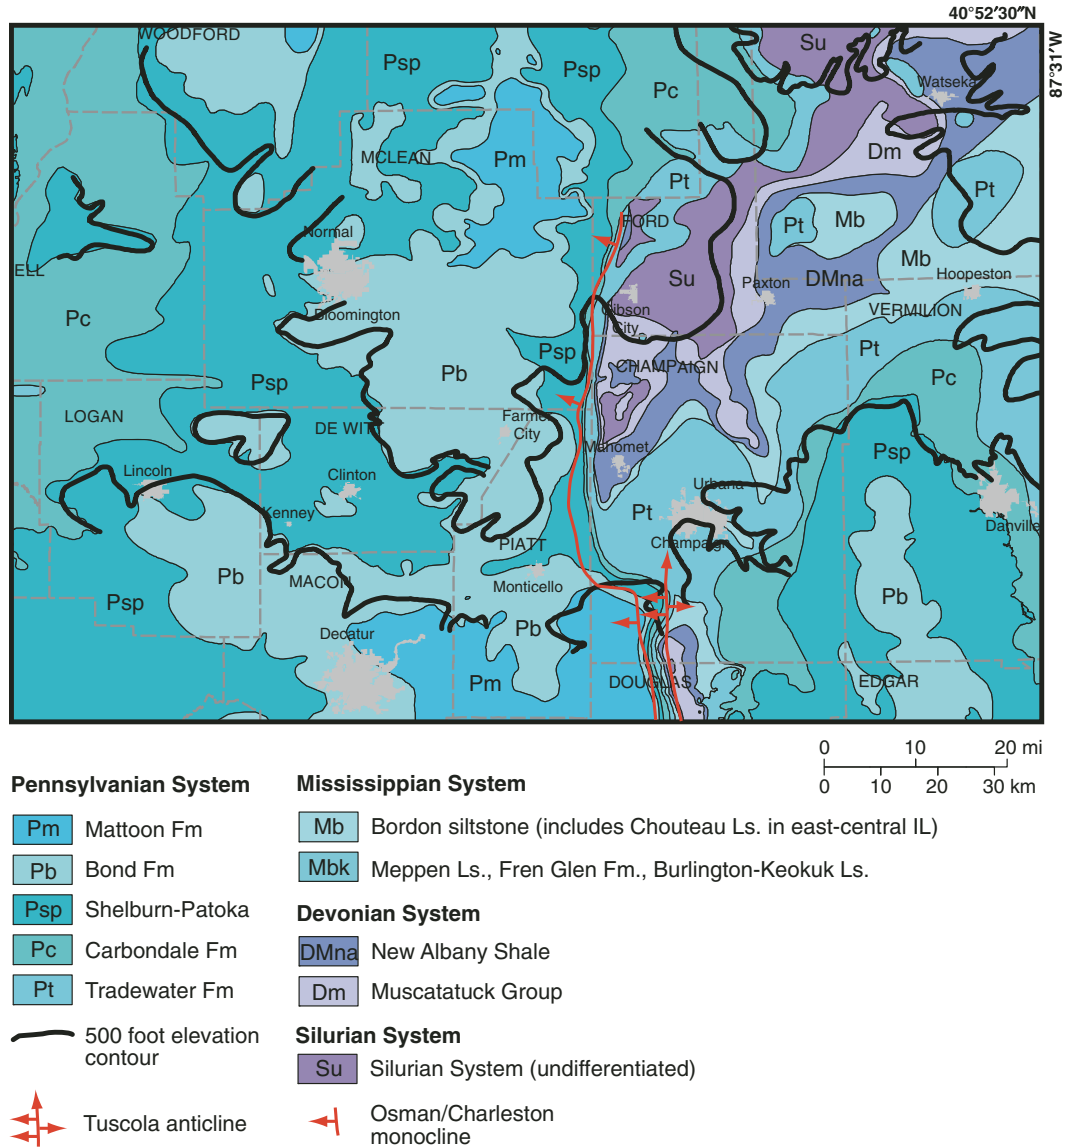 40°52′30″N
87°31′W
WOODFORD
Psp
Psp
Su
Pc
Watseka
MCLEAN
Pm
Dm
Pt
Pt
FORD
Pt
Mb
Normal
ELL
Mb
Su
Paxton
DMna
Hoopeston
Pc
Bloomington
Gibson
City
VERMILION
Psp
Pt
CHAMPAIGN
Pb
Pc
Psp
LOGAN
DE WITT
Farmer
City
Mahomet
Psp
Lincoln
Clinton
Urbana
Kenney
Pt
Danville
PIATT
Champaign
Pb
MACON
Monticello
Psp
Pb
Decatur
Pb
Pm
DOUGLAS
EDGAR
0 10 20 mi
0 10 20 30 km
Pennsylvanian System
Pm Mattoon Fm
Pb Bond Fm
Psp Shelburn-Patoka
Pc Carbondale Fm
Pt Tradewater Fm
500 foot elevation
contour
Tuscola anticline
Mississippian System
Mb Bordon siltstone (includes Chouteau Ls. in east-central IL)
Mbk Meppen Ls., Fren Glen Fm., Burlington-Keokuk Ls.
Devonian System
DMna New Albany Shale
Dm Muscatatuck Group
Silurian System
Su Silurian System (undifferentiated)
Osman/Charleston
monocline